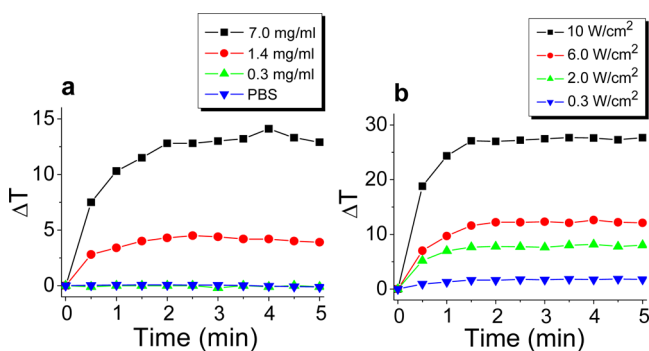 7.0 mg/ml
1.4 mg/ml
0.3 mg/ml
PBS
a
ΔT
15
10
5
0
0 1 2 3 4 5
Time (min)
10 W/cm²
6.0 W/cm²
2.0 W/cm²
0.3 W/cm²
b
ΔT
30
20
10
0
0 1 2 3 4 5
Time (min)